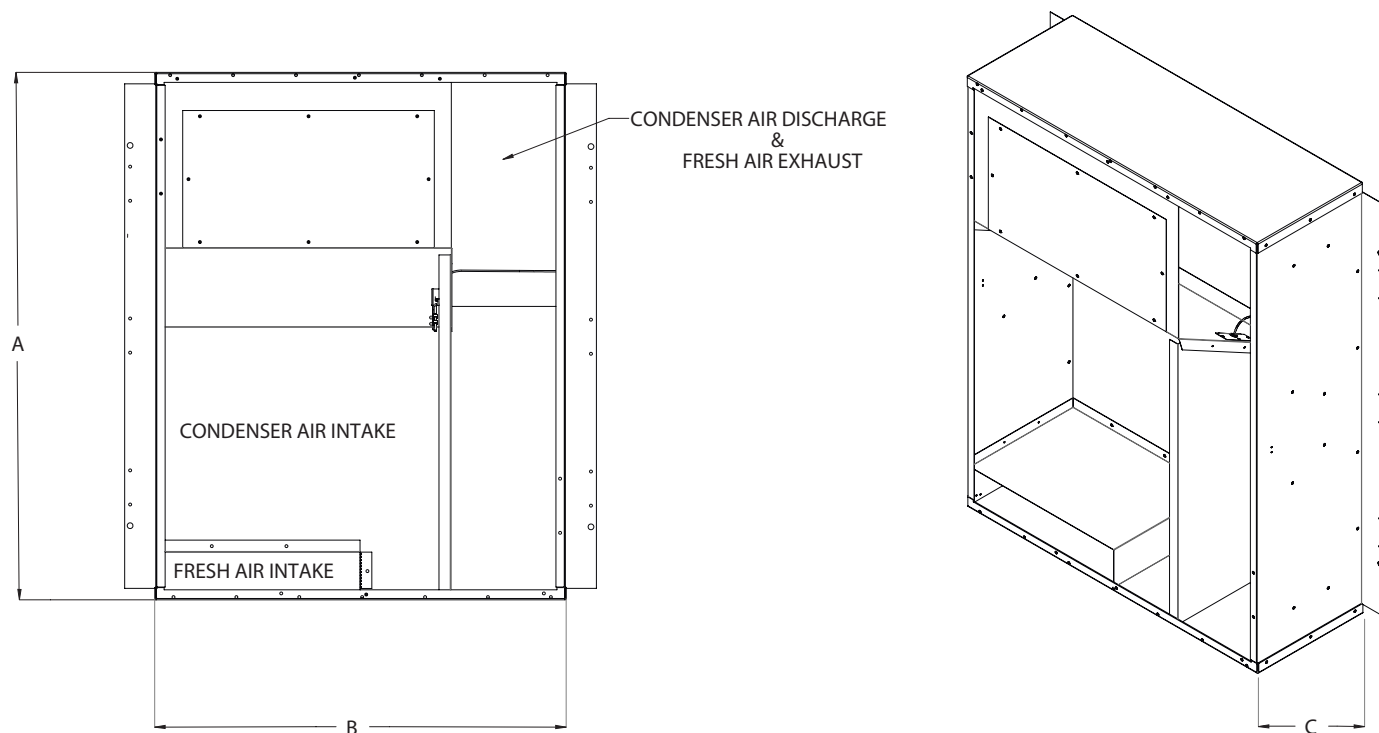 CONDENSER AIR DISCHARGE
&
FRESH AIR EXHAUST
A
CONDENSER AIR INTAKE
FRESH AIR INTAKE
B
C